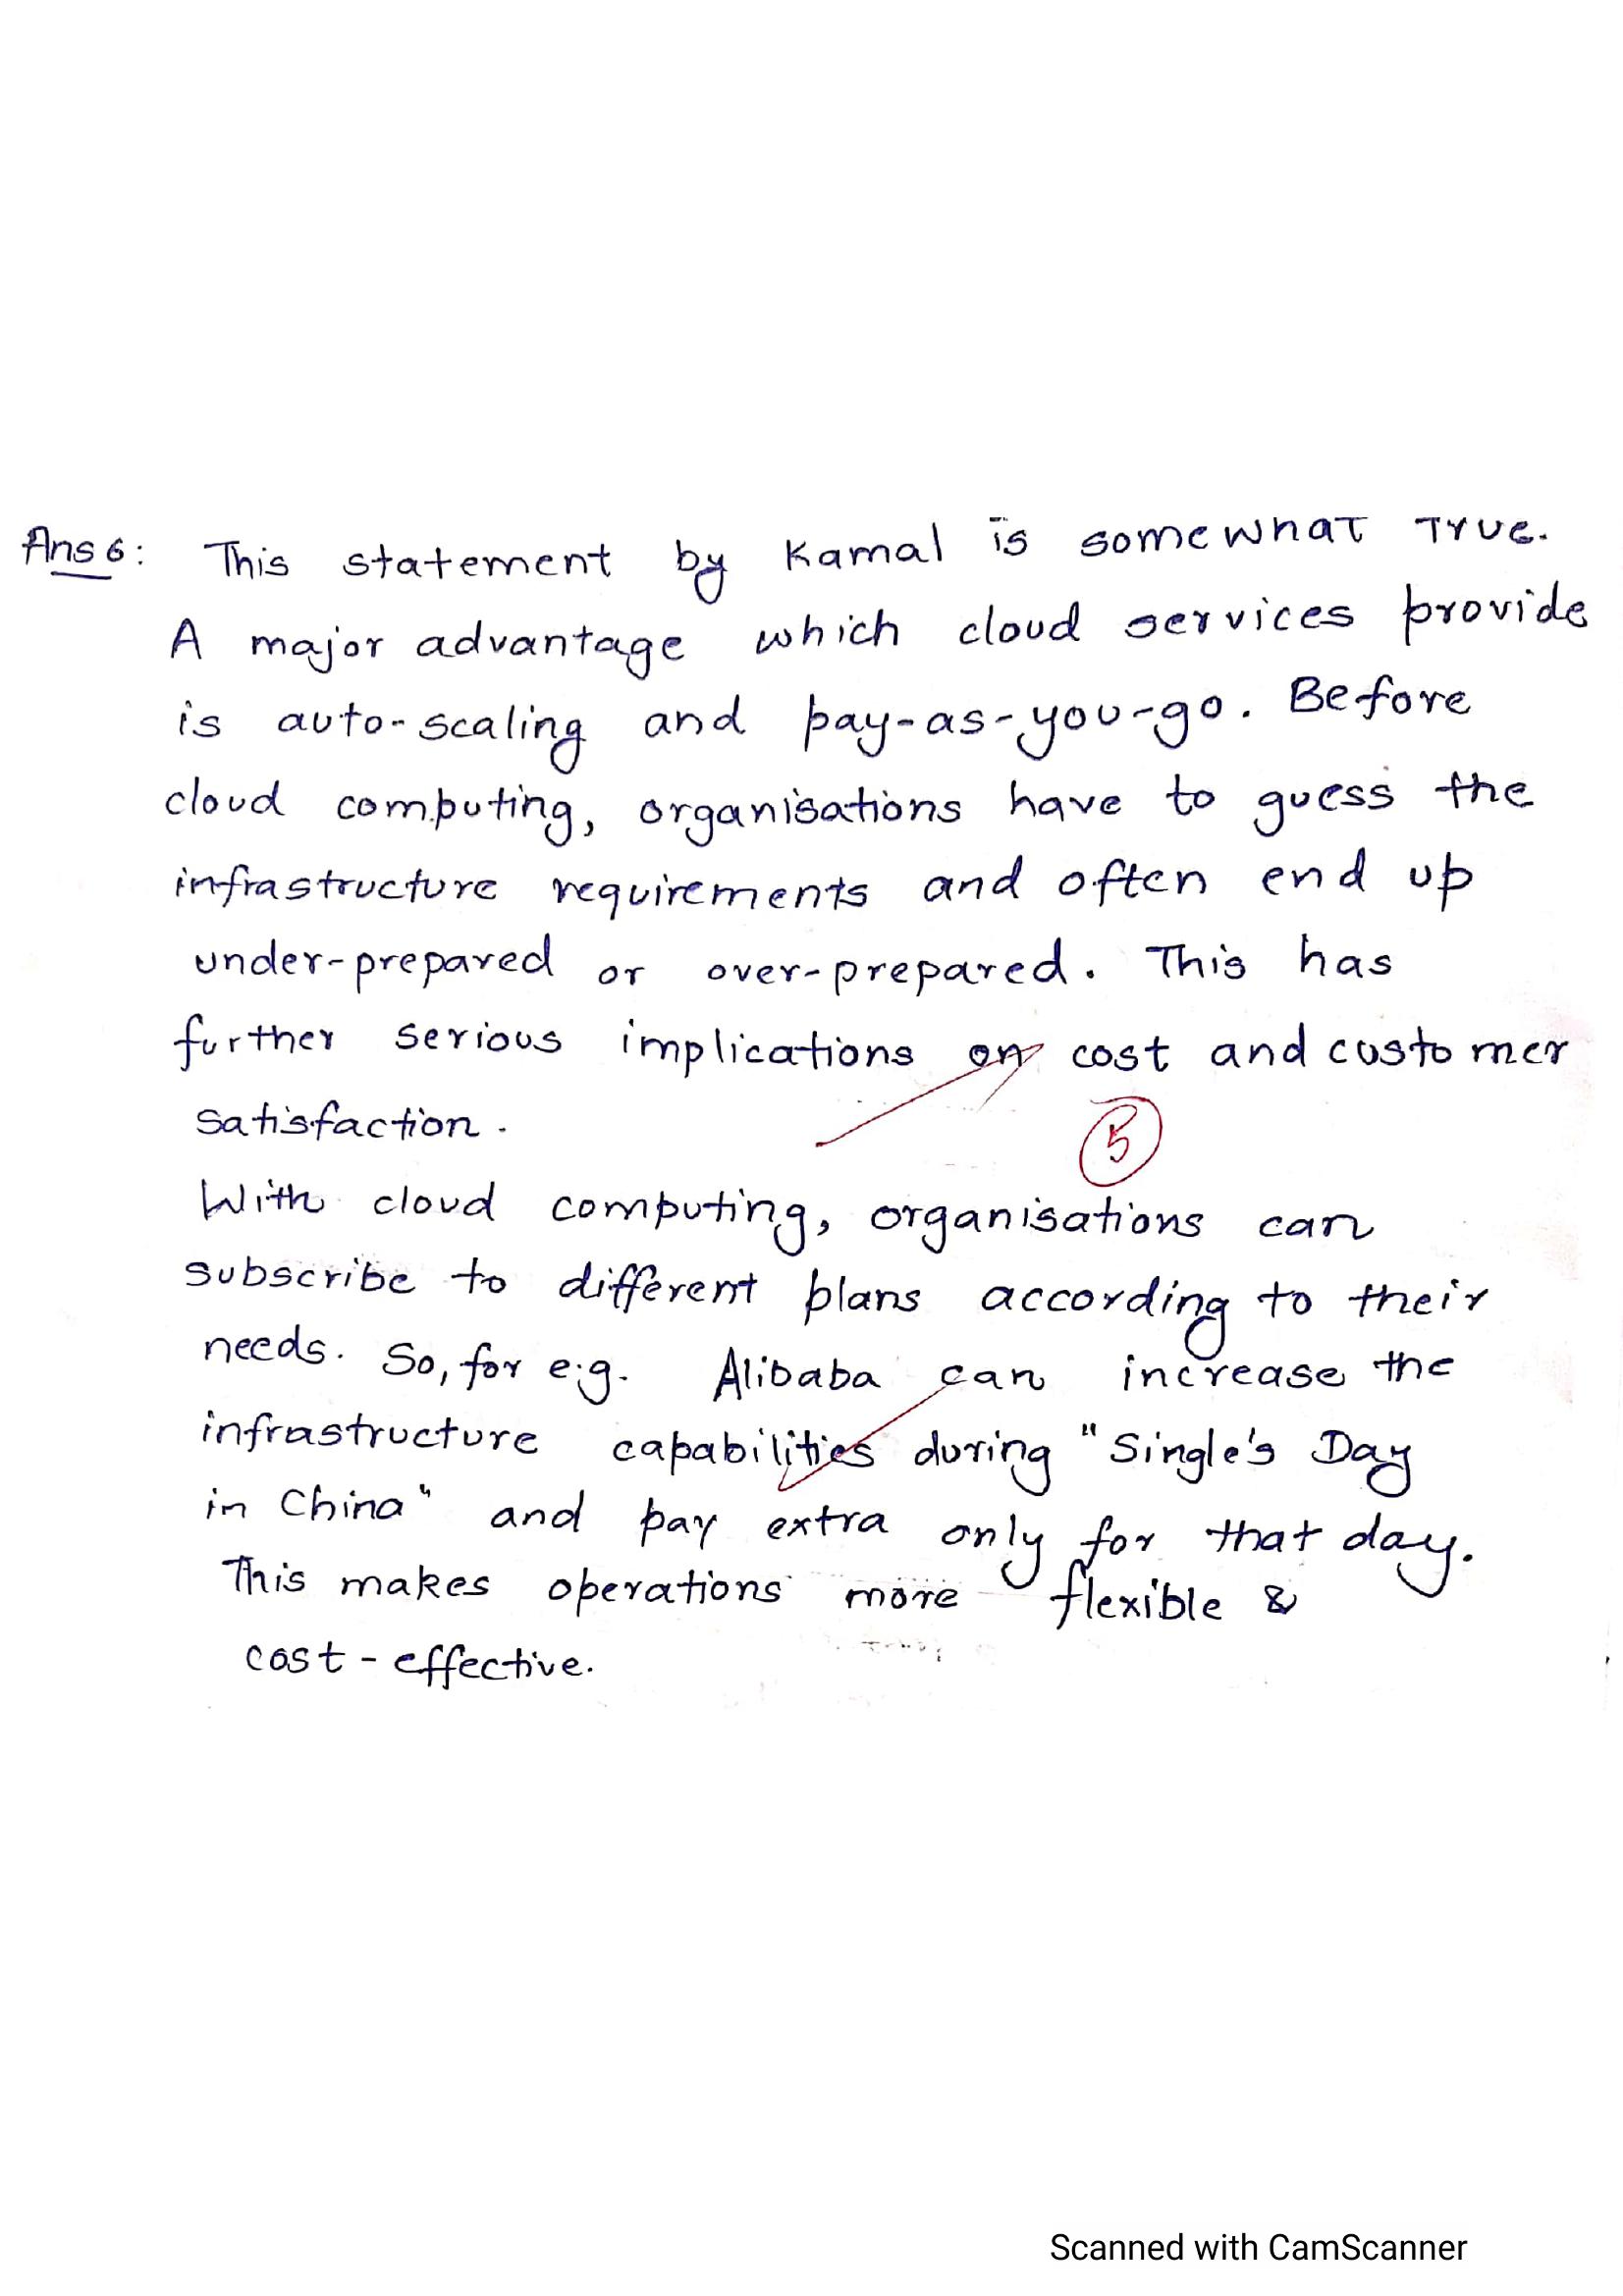 Ans 6: This statement by Kamal is somewhat True.
A major advantage which cloud services provide
is auto-scaling and pay-as-you-go. Before
cloud computing, organisations have to guess the
infrastructure requirements and often end up
under-prepared or over-prepared. This has
further serious implications on cost and customer
satisfaction.
5
With cloud computing, organisations can
subscribe to different plans according to their
needs. So, for e.g. Alibaba can increase the
infrastructure capabilities during "Single's Day
in China" and pay extra only for that day.
This makes operations more flexible &
cost-effective.
Scanned with CamScanner